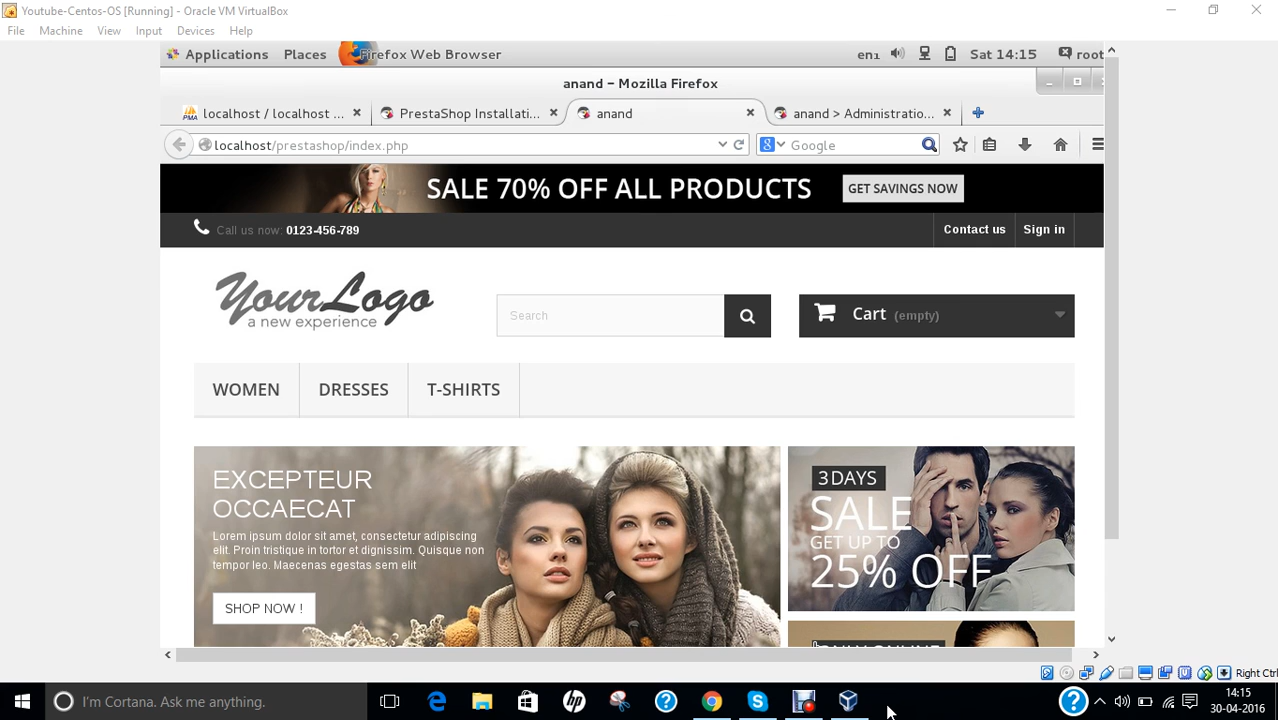 Youtube-Centos-OS [Running] - Oracle VM VirtualBox
File Machine View Input Devices Help
Applications Places Firefox Web Browser en₁ Sat 14:15 root
anand - Mozilla Firefox
localhost / localhost ... PrestaShop Installati... anand anand > Administratio...
localhost/prestashop/index.php Google
SALE 70% OFF ALL PRODUCTS GET SAVINGS NOW
Call us now: 0123-456-789 Contact us Sign in
YourLogo
a new experience
Search
Cart (empty)
WOMEN DRESSES T-SHIRTS
EXCEPTEUR
OCCAECAT
Lorem ipsum dolor sit amet, consectetur adipiscing
elit. Proin tristique in tortor et dignissim. Quisque non
tempor leo. Maecenas egestas sem elit
SHOP NOW !
3 DAYS
SALE
GET UP TO
25% OFF
Right Ctrl
I'm Cortana. Ask me anything.
14:15
30-04-2016